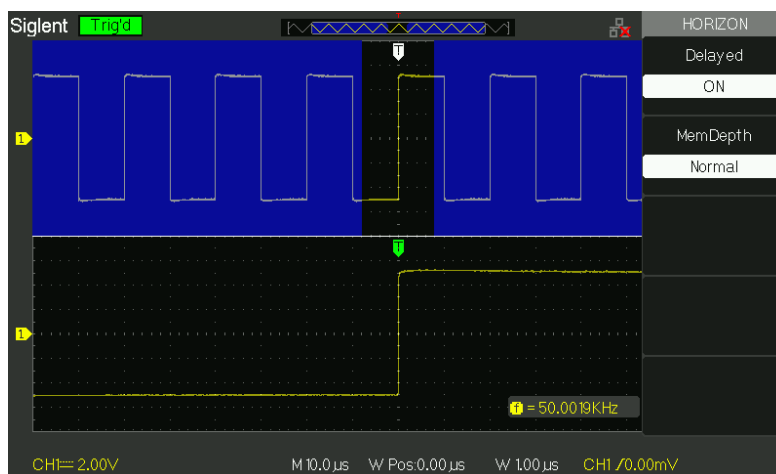 Siglent Trig'd T HORIZON
Delayed
ON
1
MemDepth
Normal
T
1
f = 50.0019KHz
CH1 2.00V M 10.0µs W Pos:0.00µs W 1.00µs CH1 0.00mV